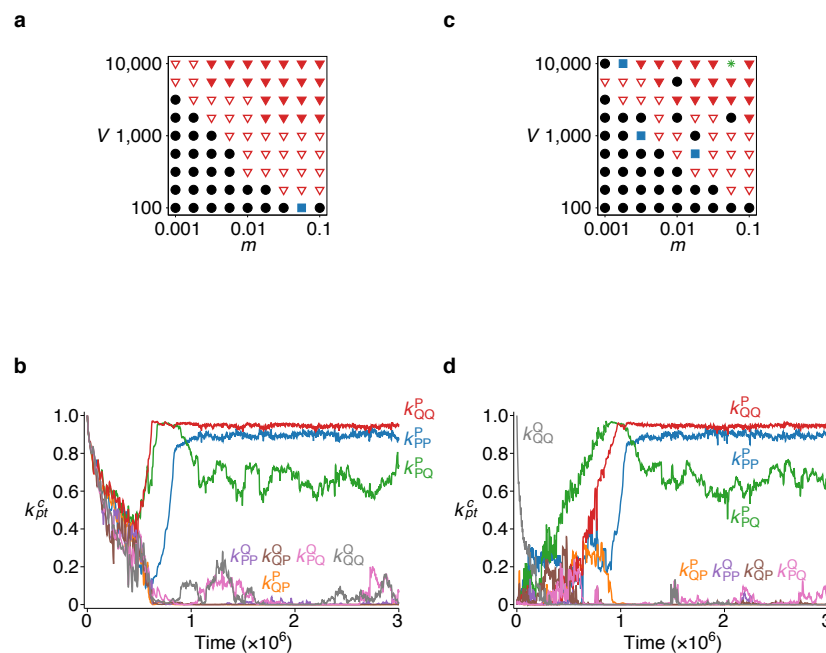 a
10,000
V 1,000
100
0.001 0.01 0.1
m
c
10,000
V 1,000
100
0.001 0.01 0.1
m
b
1.0
0.8
0.6
0.4
0.2
0
k^c_pt
k^P_QQ
k^P_PP
k^P_PQ
k^Q_PP k^Q_QP k^Q_PQ k^Q_QQ
k^P_QP
0 1 2 3
Time (×10^6)
d
1.0
0.8
0.6
0.4
0.2
0
k^c_pt
k^Q_QQ
k^P_QQ
k^P_PP
k^P_PQ
k^P_QP k^Q_PP k^Q_QP k^Q_PQ
0 1 2 3
Time (×10^6)